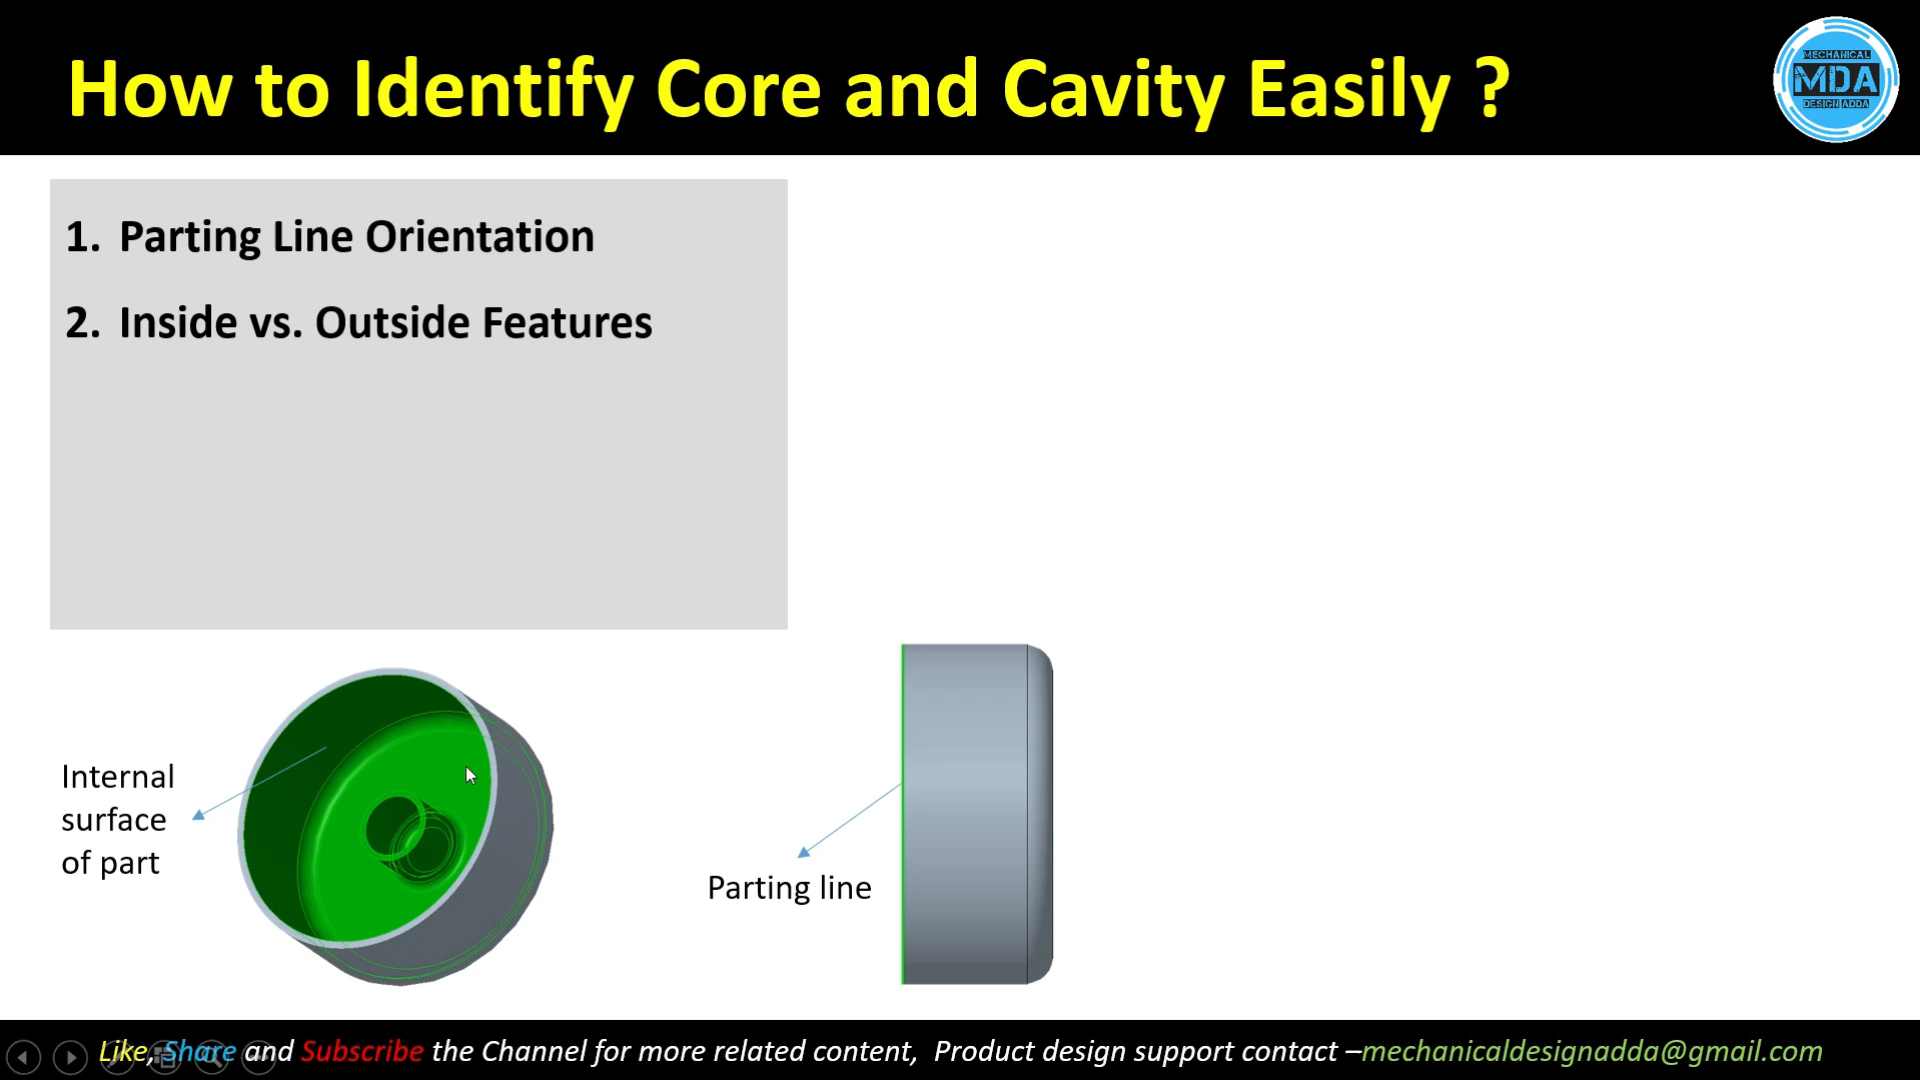 How to Identify Core and Cavity Easily ?
MECHANICAL
MDA
DESIGN ADDA
1. Parting Line Orientation
2. Inside vs. Outside Features
Internal
surface
of part
Parting line
Like, Share and Subscribe the Channel for more related content, Product design support contact –mechanicaldesignadda@gmail.com